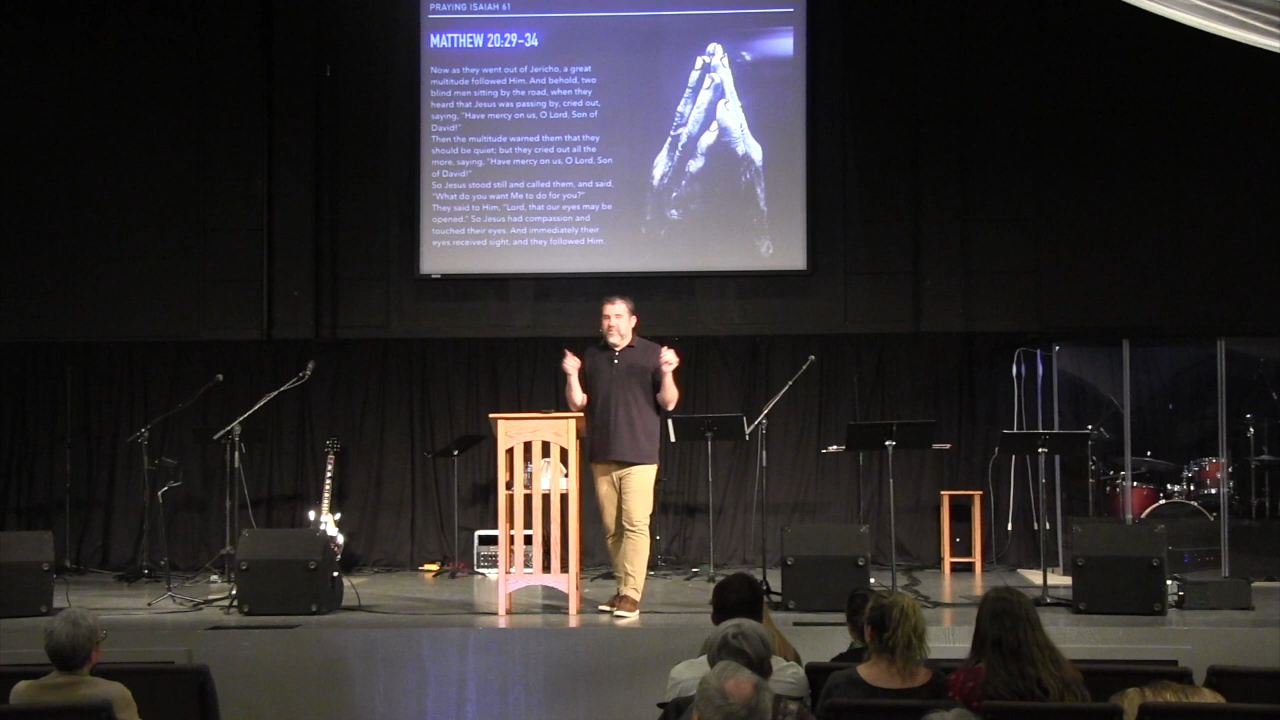 PRAYING ISAIAH 61
MATTHEW 20:29-34
Now as they went out of Jericho, a great
multitude followed Him. And behold, two
blind men sitting by the road, when they
heard that Jesus was passing by, cried out,
saying, "Have mercy on us, O Lord, Son of
David!"
Then the multitude warned them that they
should be quiet; but they cried out all the
more, saying, "Have mercy on us, O Lord, Son
of David!"
So Jesus stood still and called them, and said,
"What do you want Me to do for you?"
They said to Him, "Lord, that our eyes may be
opened." So Jesus had compassion and
touched their eyes. And immediately their
eyes received sight, and they followed Him.